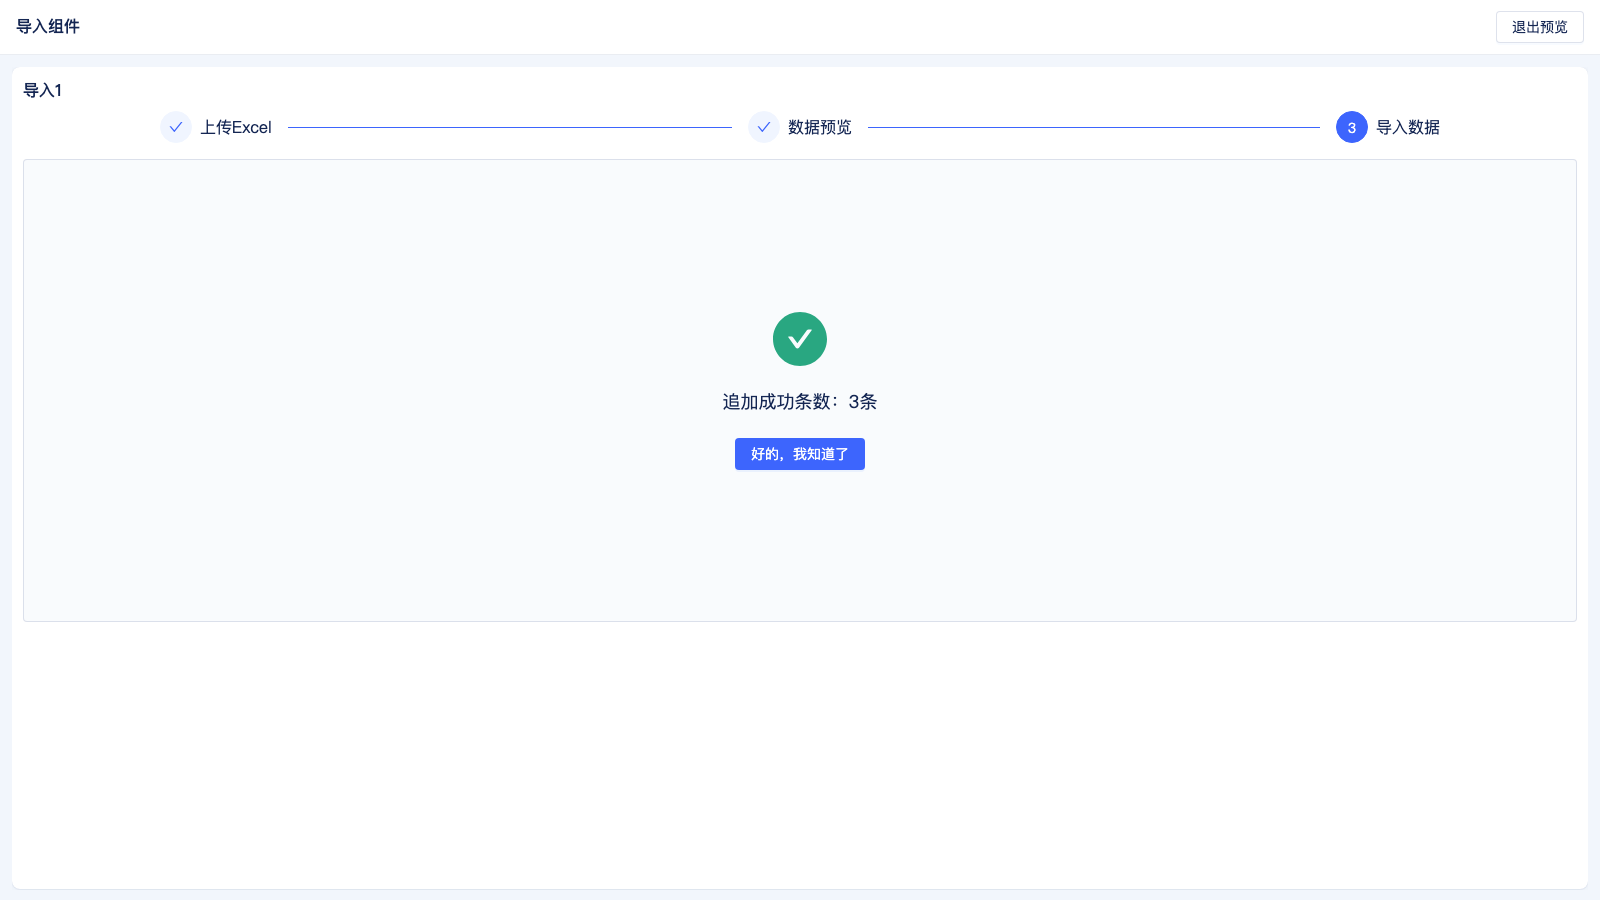 导入组件
退出预览
导入1
上传Excel
数据预览
3 导入数据
追加成功条数：3条
好的，我知道了